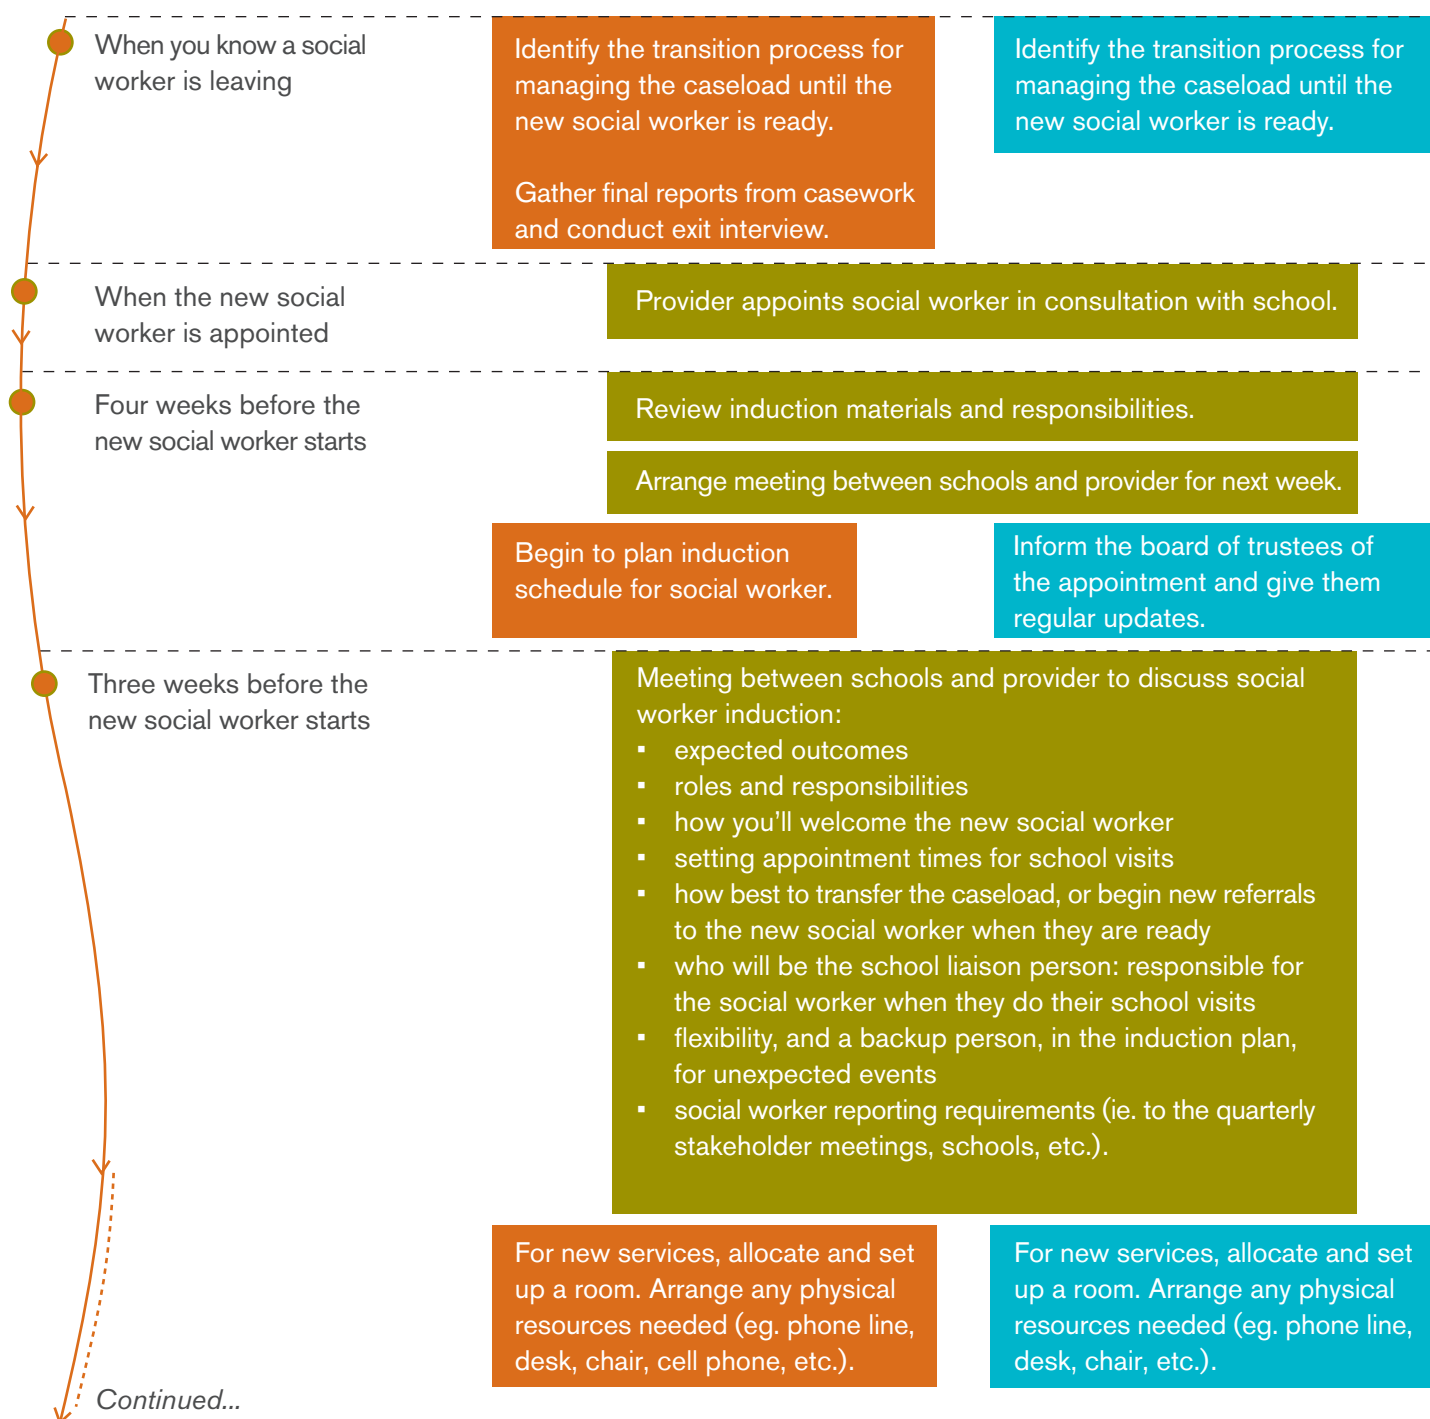 When you know a social
worker is leaving
Identify the transition process for
managing the caseload until the
new social worker is ready.
Gather final reports from casework
and conduct exit interview.
Identify the transition process for
managing the caseload until the
new social worker is ready.
When the new social
worker is appointed
Provider appoints social worker in consultation with school.
Four weeks before the
new social worker starts
Review induction materials and responsibilities.
Arrange meeting between schools and provider for next week.
Begin to plan induction
schedule for social worker.
Inform the board of trustees of
the appointment and give them
regular updates.
Three weeks before the
new social worker starts
Meeting between schools and provider to discuss social
worker induction:
▪ expected outcomes
▪ roles and responsibilities
▪ how you’ll welcome the new social worker
▪ setting appointment times for school visits
▪ how best to transfer the caseload, or begin new referrals
to the new social worker when they are ready
▪ who will be the school liaison person: responsible for
the social worker when they do their school visits
▪ flexibility, and a backup person, in the induction plan,
for unexpected events
▪ social worker reporting requirements (ie. to the quarterly
stakeholder meetings, schools, etc.).
For new services, allocate and set
up a room. Arrange any physical
resources needed (eg. phone line,
desk, chair, cell phone, etc.).
For new services, allocate and set
up a room. Arrange any physical
resources needed (eg. phone line,
desk, chair, etc.).
Continued...